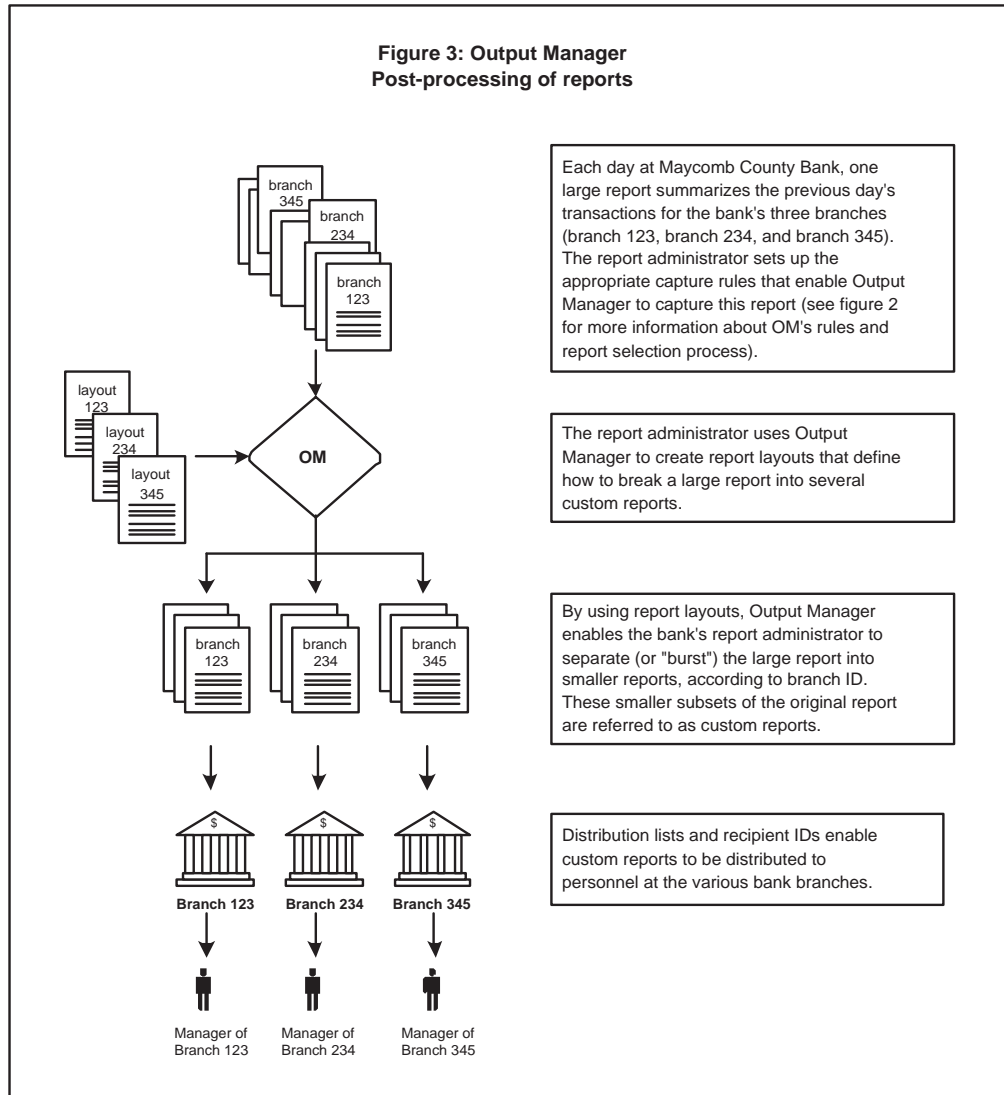 Figure 3: Output Manager
Post-processing of reports
branch
345
branch
234
branch
123
Each day at Maycomb County Bank, one
large report summarizes the previous day's
transactions for the bank's three branches
(branch 123, branch 234, and branch 345).
The report administrator sets up the
appropriate capture rules that enable Output
Manager to capture this report (see figure 2
for more information about OM's rules and
report selection process).
layout
123
layout
234
layout
345
OM
The report administrator uses Output
Manager to create report layouts that define
how to break a large report into several
custom reports.
branch
123
branch
234
branch
345
By using report layouts, Output Manager
enables the bank's report administrator to
separate (or "burst") the large report into
smaller reports, according to branch ID.
These smaller subsets of the original report
are referred to as custom reports.
$
$
$
Branch 123
Branch 234
Branch 345
Distribution lists and recipient IDs enable
custom reports to be distributed to
personnel at the various bank branches.
Manager of
Branch 123
Manager of
Branch 234
Manager of
Branch 345